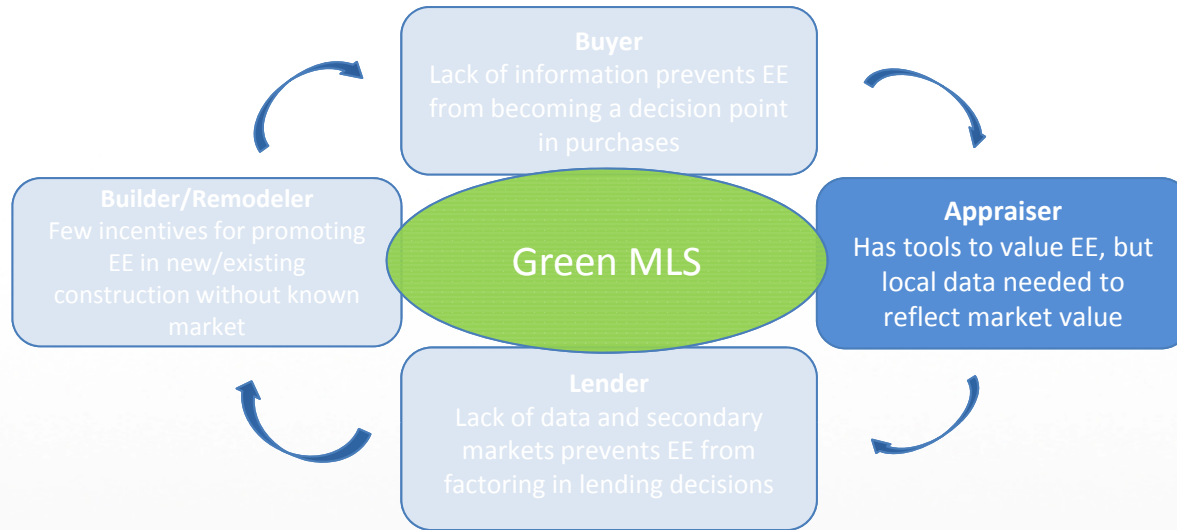 Buyer
Lack of information prevents EE
from becoming a decision point
in purchases
Builder/Remodeler
Few incentives for promoting
EE in new/existing
construction without known
market
Green MLS
Appraiser
Has tools to value EE, but
local data needed to
reflect market value
Lender
Lack of data and secondary
markets prevents EE from
factoring in lending decisions